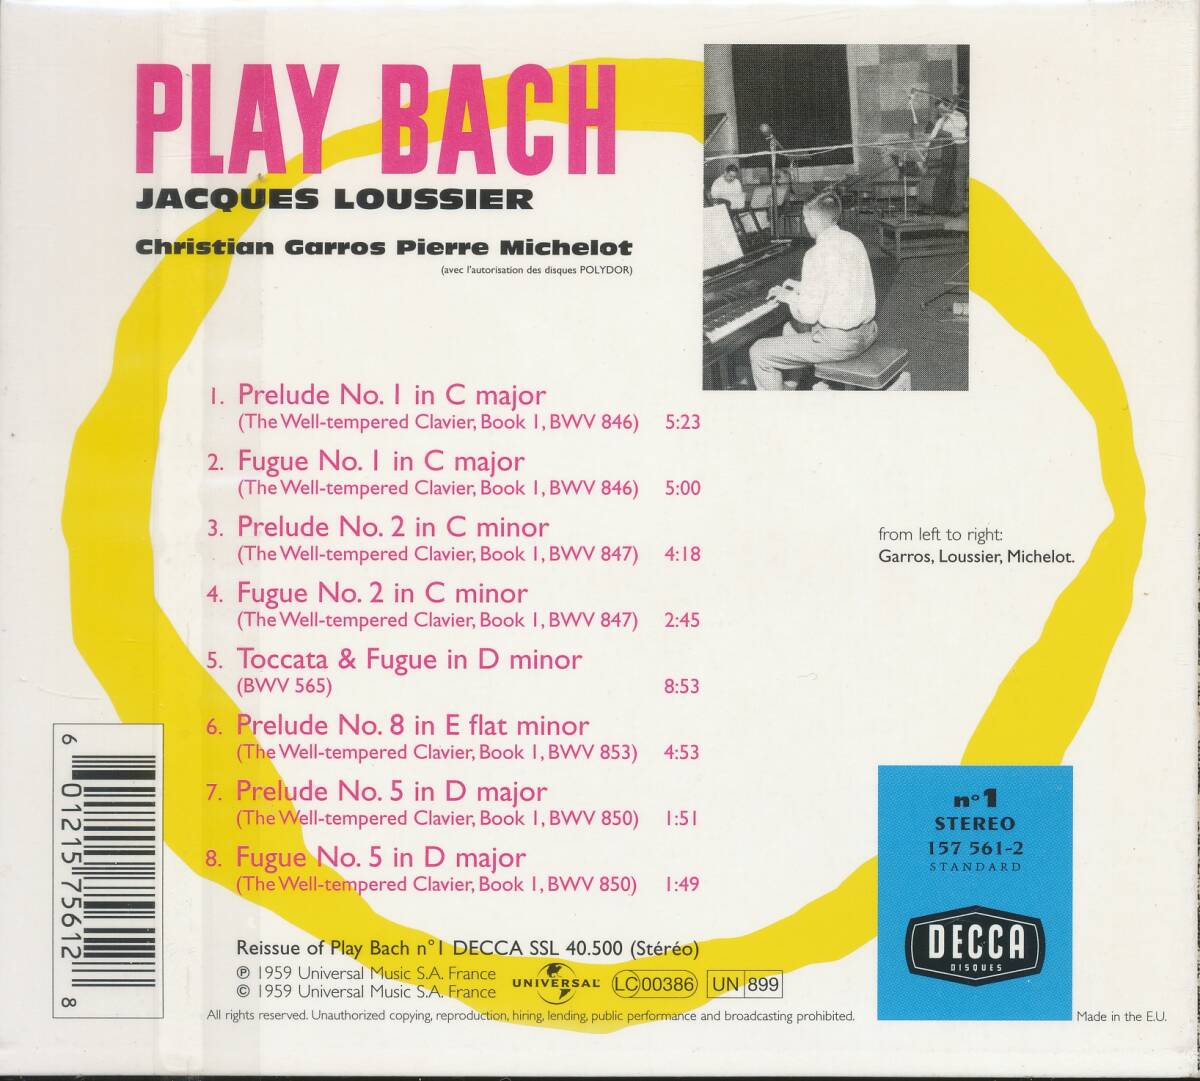 PLAY BACH
JACQUES LOUSSIER
Christian Garros Pierre Michelot
(avec l'autorisation des disques POLYDOR)
1. Prelude No. 1 in C major
(The Well-tempered Clavier, Book 1, BWV 846) 5:23
2. Fugue No. 1 in C major
(The Well-tempered Clavier, Book 1, BWV 846) 5:00
3. Prelude No. 2 in C minor
(The Well-tempered Clavier, Book 1, BWV 847) 4:18
4. Fugue No. 2 in C minor
(The Well-tempered Clavier, Book 1, BWV 847) 2:45
5. Toccata & Fugue in D minor
(BWV 565) 8:53
6. Prelude No. 8 in E flat minor
(The Well-tempered Clavier, Book 1, BWV 853) 4:53
7. Prelude No. 5 in D major
(The Well-tempered Clavier, Book 1, BWV 850) 1:51
8. Fugue No. 5 in D major
(The Well-tempered Clavier, Book 1, BWV 850) 1:49
from left to right:
Garros, Loussier, Michelot.
n°1
STEREO
157 561-2
STANDARD
DECCA
DISQUES
6 01215 75612 8
Reissue of Play Bach n°1 DECCA SSL 40.500 (Stéréo)
℗ 1959 Universal Music S.A. France
© 1959 Universal Music S.A. France
UNIVERSAL
LC 00386
UN 899
All rights reserved. Unauthorized copying, reproduction, hiring, lending, public performance and broadcasting prohibited.
Made in the E.U.